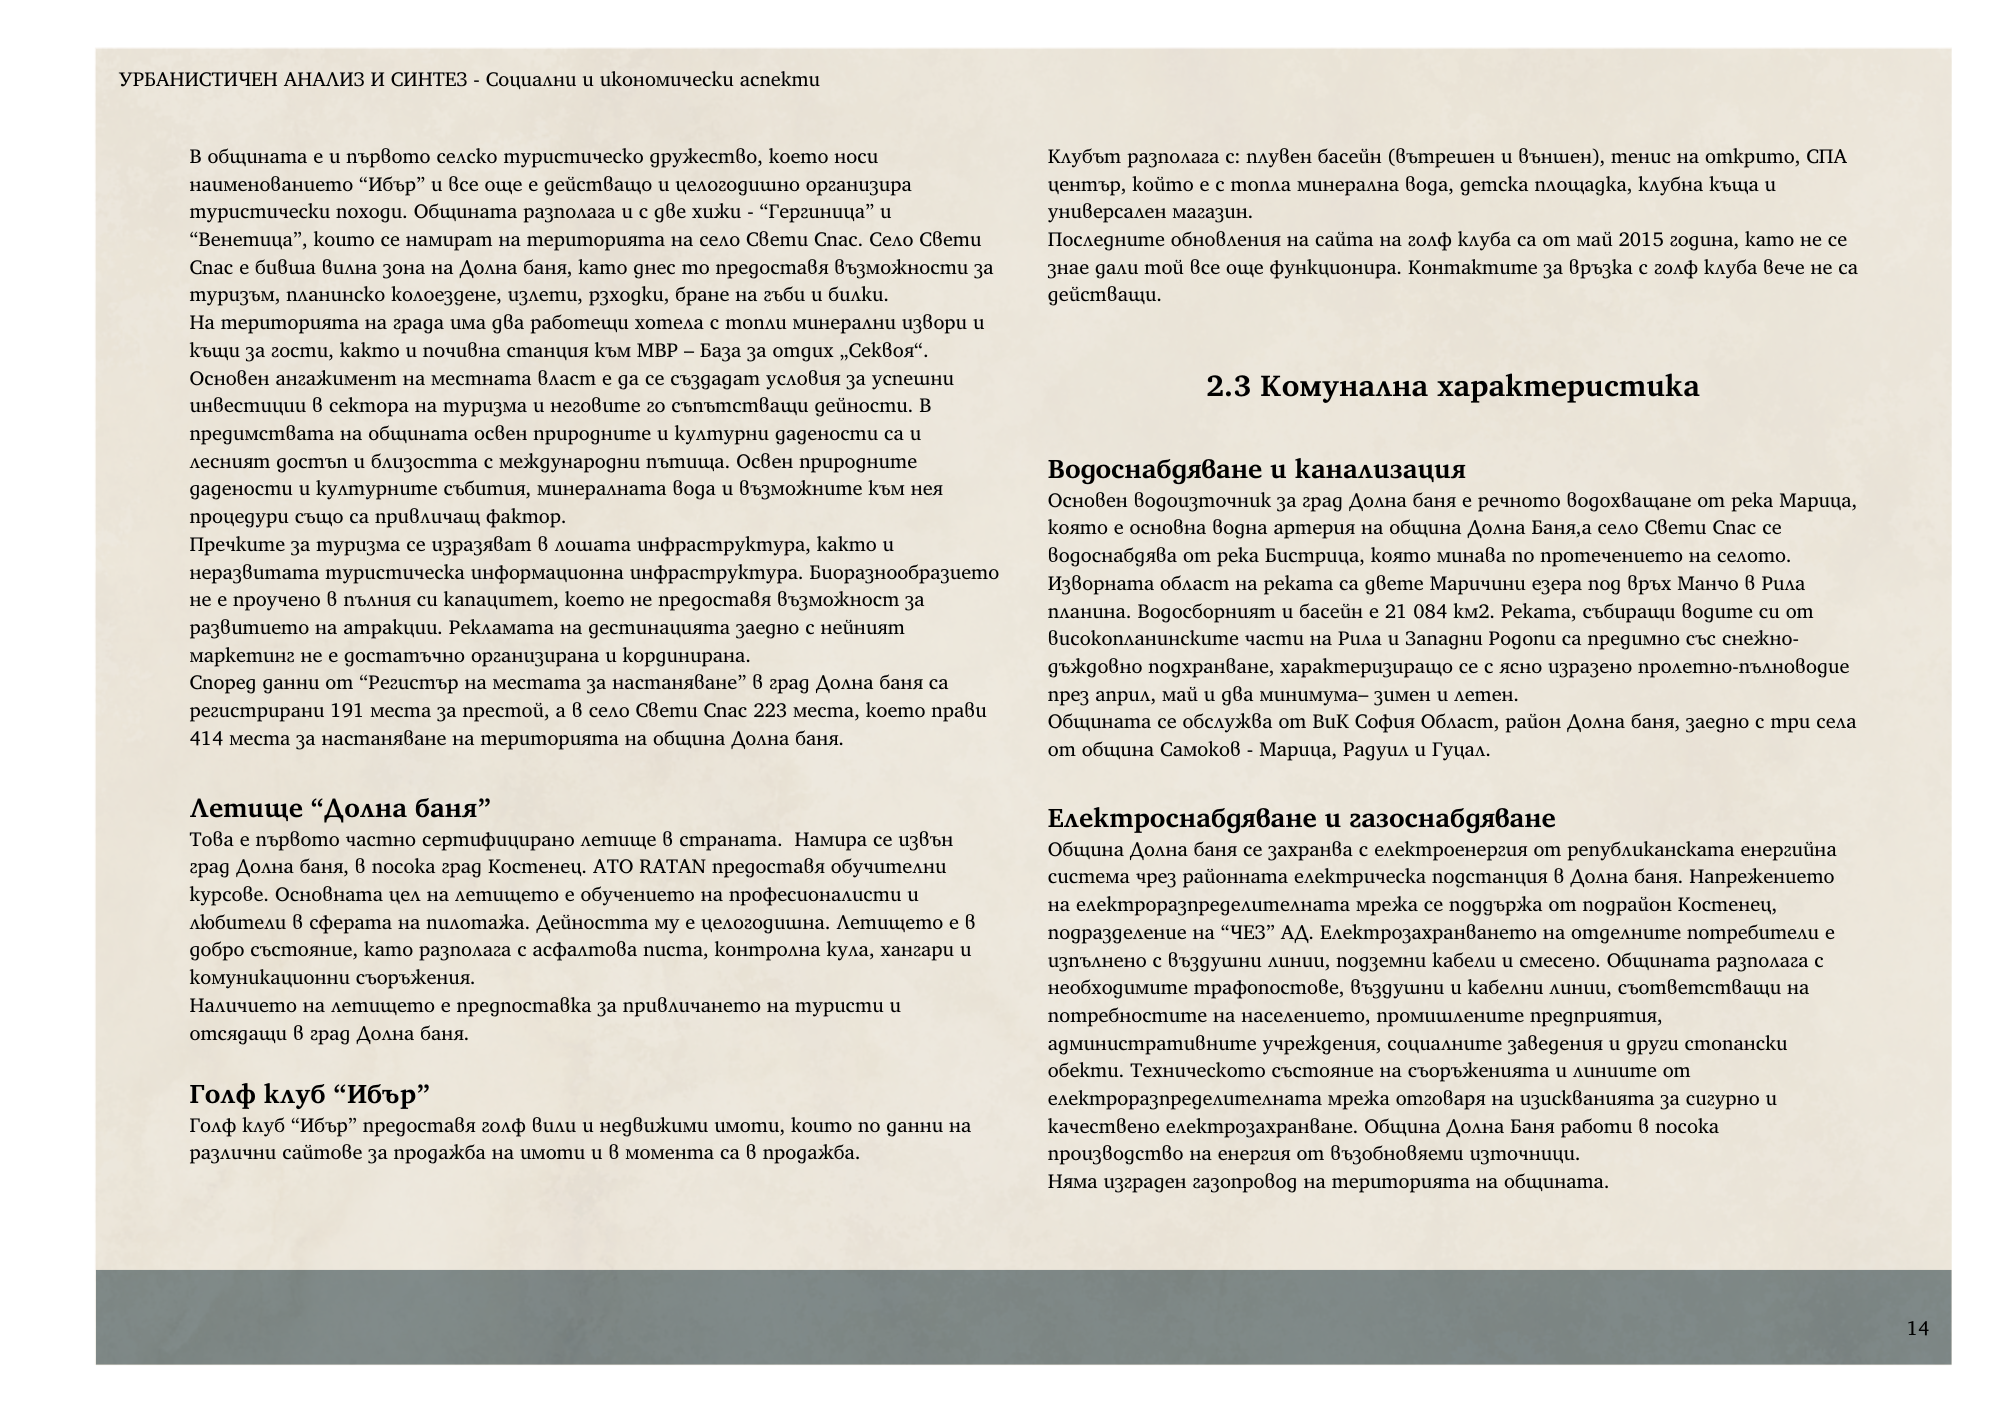 УРБАНИСТИЧЕН АНАЛИЗ И СИНТЕЗ - Социални и икономически аспекти
В общината е и първото селско туристическо дружество, което носи
наименованието “Ибър” и все още е действащо и целогодишно организира
туристически походи. Общината разполага и с две хижи - “Гергиница” и
“Венетица”, които се намират на територията на село Свети Спас. Село Свети
Спас е бивша вилна зона на Долна баня, като днес то предоставя възможности за
туризъм, планинско колоездене, излети, рзходки, бране на гъби и билки.
На територията на града има два работещи хотела с топли минерални извори и
къщи за гости, както и почивна станция към МВР – База за отдих „Секвоя“.
Основен ангажимент на местната власт е да се създадат условия за успешни
инвестиции в сектора на туризма и неговите го съпътстващи дейности. В
предимствата на общината освен природните и културни дадености са и
лесният достъп и близостта с международни пътища. Освен природните
дадености и културните събития, минералната вода и възможните към нея
процедури също са привличащ фактор.
Пречките за туризма се изразяват в лошата инфраструктура, както и
неразвитата туристическа информационна инфраструктура. Биоразнообразието
не е проучено в пълния си капацитет, което не предоставя възможност за
развитието на атракции. Рекламата на дестинацията заедно с нейният
маркетинг не е достатъчно организирана и кординирана.
Според данни от “Регистър на местата за настаняване” в град Долна баня са
регистрирани 191 места за престой, а в село Свети Спас 223 места, което прави
414 места за настаняване на територията на община Долна баня.
Летище “Долна баня”
Това е първото частно сертифицирано летище в страната.  Намира се извън
град Долна баня, в посока град Костенец. ATO RATAN предоставя обучителни
курсове. Основната цел на летището е обучението на професионалисти и
любители в сферата на пилотажа. Дейността му е целогодишна. Летището е в
добро състояние, като разполага с асфалтова писта, контролна кула, хангари и
комуникационни съоръжения.
Наличието на летището е предпоставка за привличането на туристи и
отсядащи в град Долна баня.
Голф клуб “Ибър”
Голф клуб “Ибър” предоставя голф вили и недвижими имоти, които по данни на
различни сайтове за продажба на имоти и в момента са в продажба.
Клубът разполага с: плувен басейн (вътрешен и външен), тенис на открито, СПА
център, който е с топла минерална вода, детска площадка, клубна къща и
универсален магазин.
Последните обновления на сайта на голф клуба са от май 2015 година, като не се
знае дали той все още функционира. Контактите за връзка с голф клуба вече не са
действащи.
2.3 Комунална характеристика
Водоснабдяване и канализация
Основен водоизточник за град Долна баня е речното водохващане от река Марица,
която е основна водна артерия на община Долна Баня,а село Свети Спас се
водоснабдява от река Бистрица, която минава по протечението на селото.
Изворната област на реката са двете Маричини езера под връх Манчо в Рила
планина. Водосборният и басейн е 21 084 км2. Реката, събиращи водите си от
високопланинските части на Рила и Западни Родопи са предимно със снежно-
дъждовно подхранване, характеризиращо се с ясно изразено пролетно-пълноводие
през април, май и два минимума– зимен и летен.
Общината се обслужва от ВиК София Област, район Долна баня, заедно с три села
от община Самоков - Марица, Радуил и Гуцал.
Електроснабдяване и газоснабдяване
Община Долна баня се захранва с електроенергия от републиканската енергийна
система чрез районната електрическа подстанция в Долна баня. Напрежението
на електроразпределителната мрежа се поддържа от подрайон Костенец,
подразделение на “ЧЕЗ” АД. Електрозахранването на отделните потребители е
изпълнено с въздушни линии, подземни кабели и смесено. Общината разполага с
необходимите трафопостове, въздушни и кабелни линии, съответстващи на
потребностите на населението, промишлените предприятия,
административните учреждения, социалните заведения и други стопански
обекти. Техническото състояние на съоръженията и линиите от
електроразпределителната мрежа отговаря на изискванията за сигурно и
качествено електрозахранване. Община Долна Баня работи в посока
производство на енергия от възобновяеми източници.
Няма изграден газопровод на територията на общината.
14